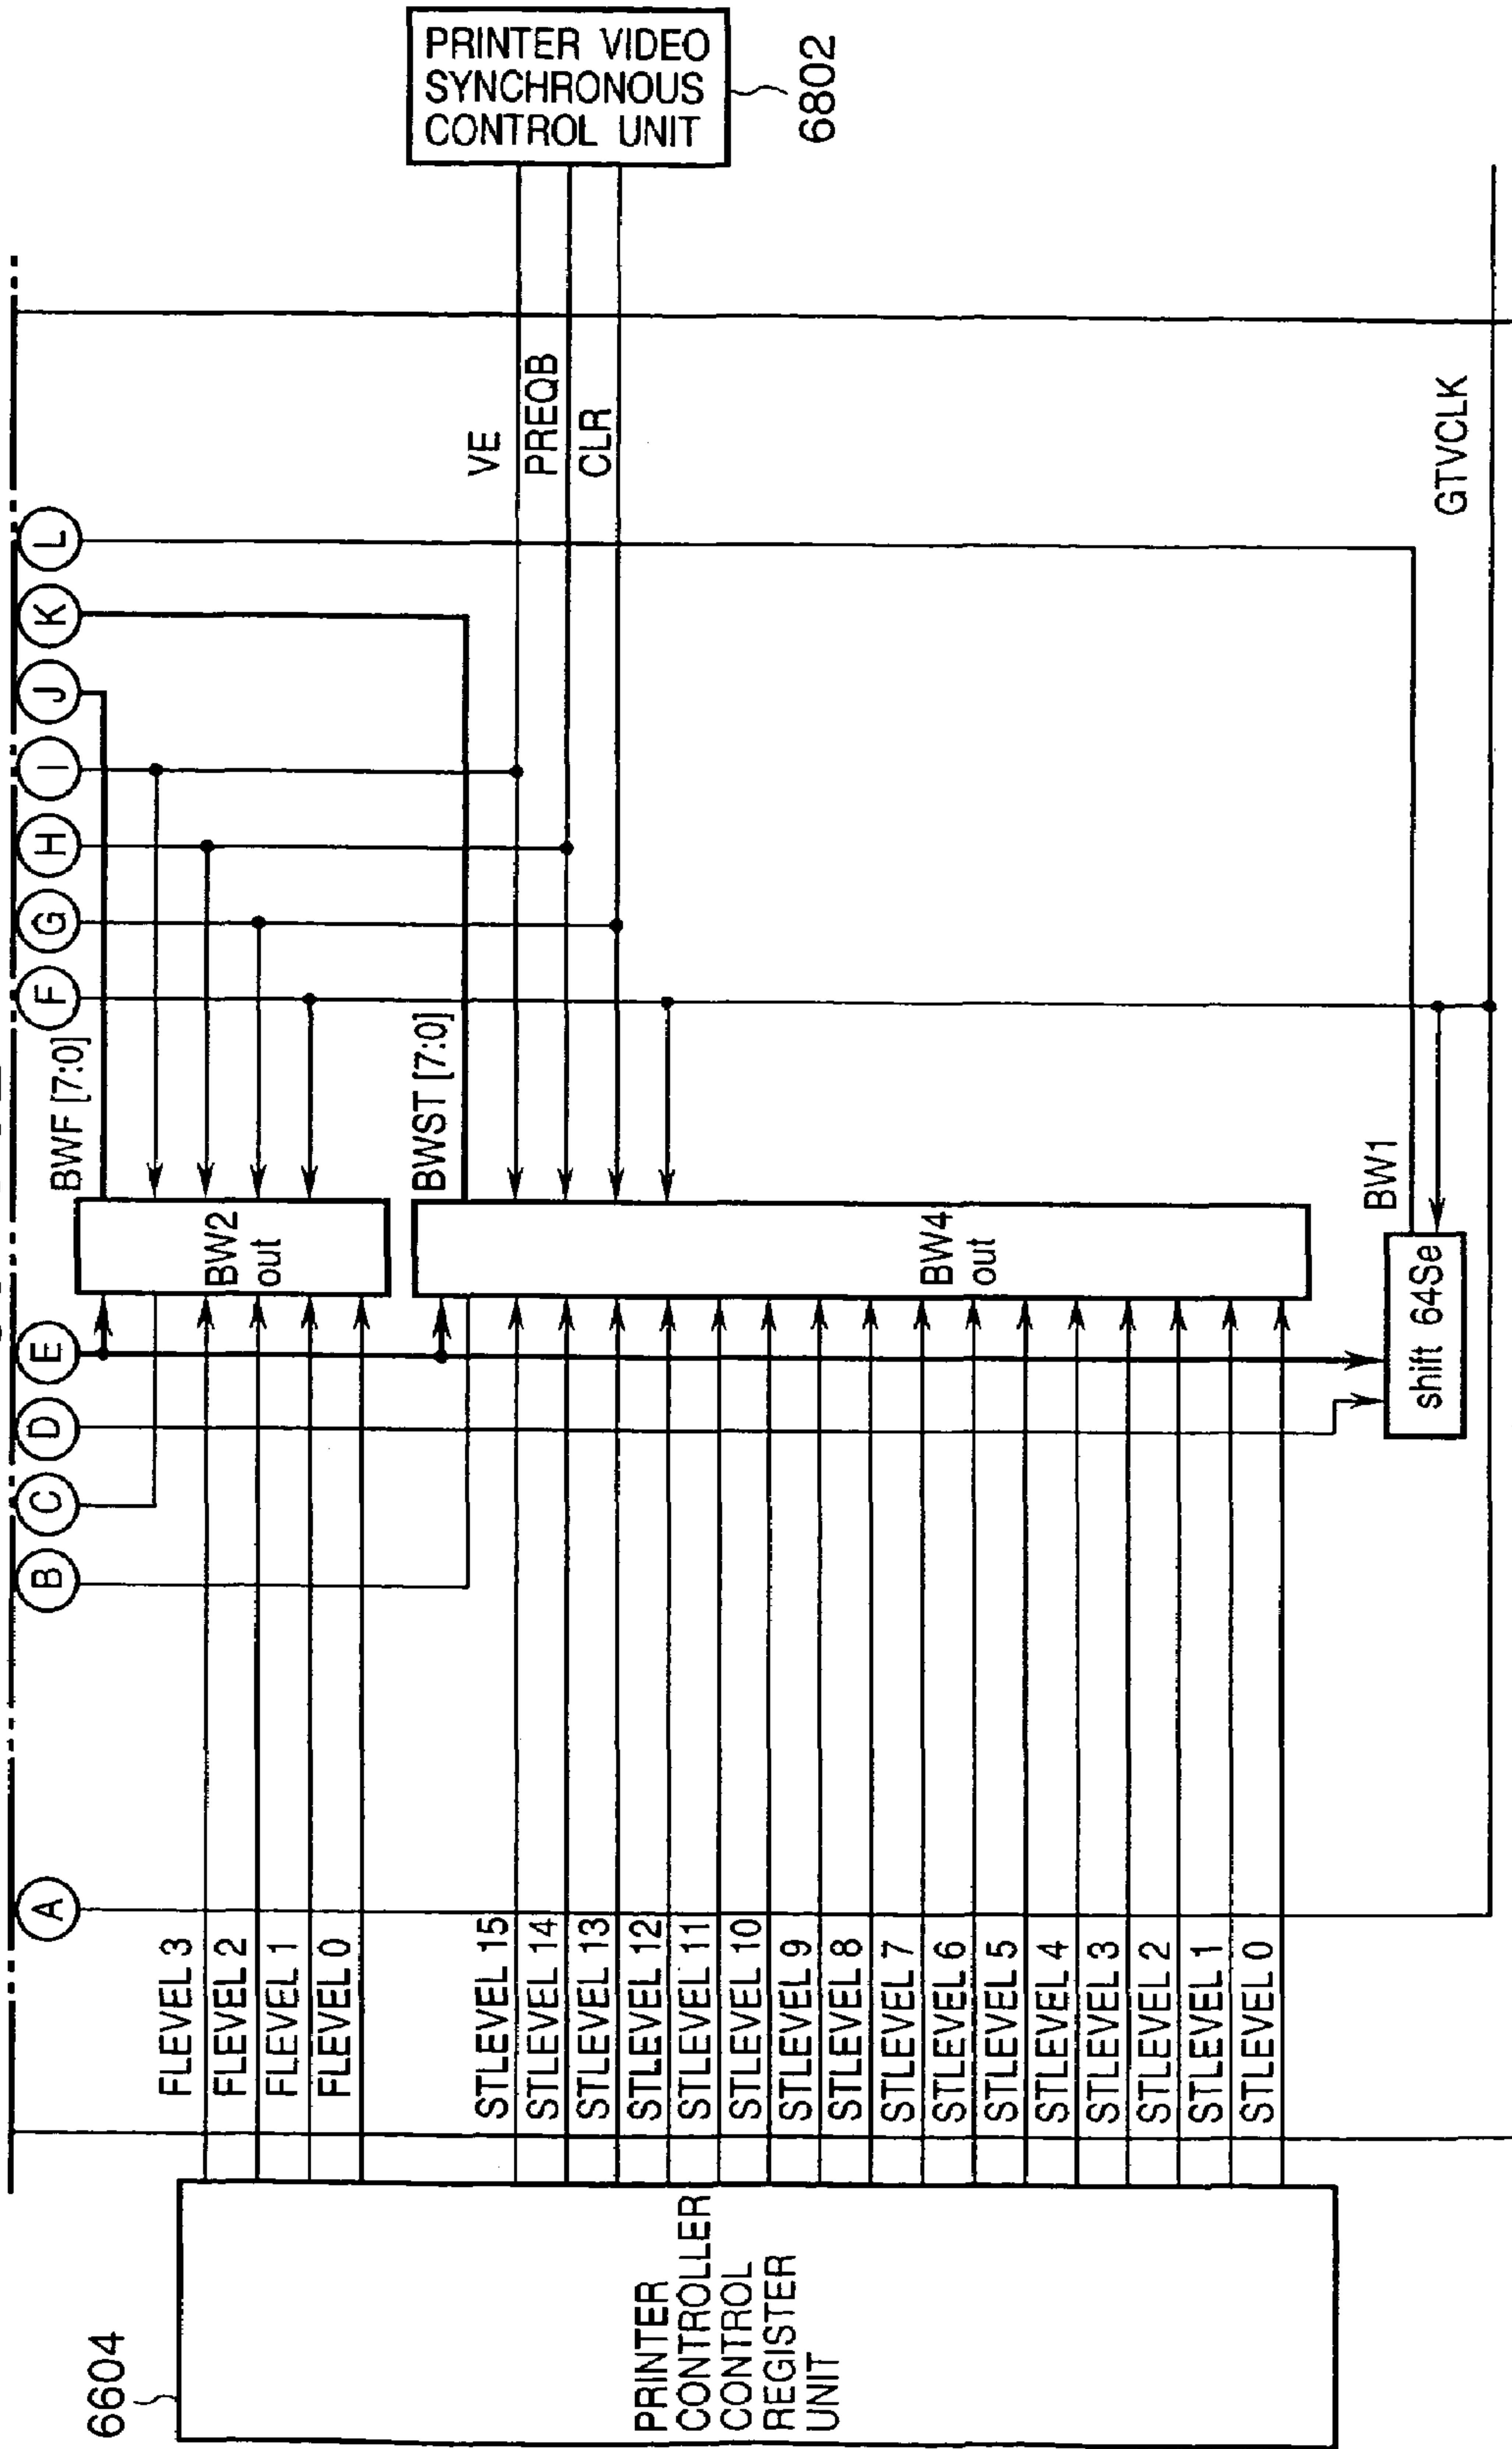 A
B
C
D
E
F
G
H
I
J
K
L
6604
PRINTER
CONTROLLER
CONTROL
REGISTER
UNIT
FLEVEL 3
FLEVEL 2
FLEVEL 1
FLEVEL 0
STLEVEL 15
STLEVEL 14
STLEVEL 13
STLEVEL 12
STLEVEL 11
STLEVEL 10
STLEVEL 9
STLEVEL 8
STLEVEL 7
STLEVEL 6
STLEVEL 5
STLEVEL 4
STLEVEL 3
STLEVEL 2
STLEVEL 1
STLEVEL 0
BW2
out
BWF [7:0]
BW4
out
BWST [7:0]
shift 64Se
BW1
VE
PREQB
CLR
GTVCLK
PRINTER VIDEO
SYNCHRONOUS
CONTROL UNIT
6802